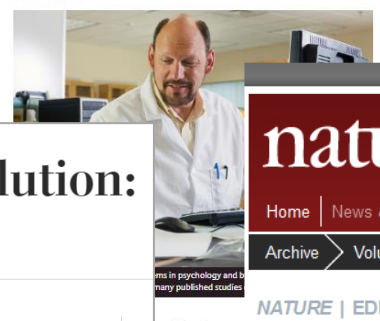 lution:
ems in psychology and b
many published studies
natu
Home | News &
Archive Volu
NATURE | EDI